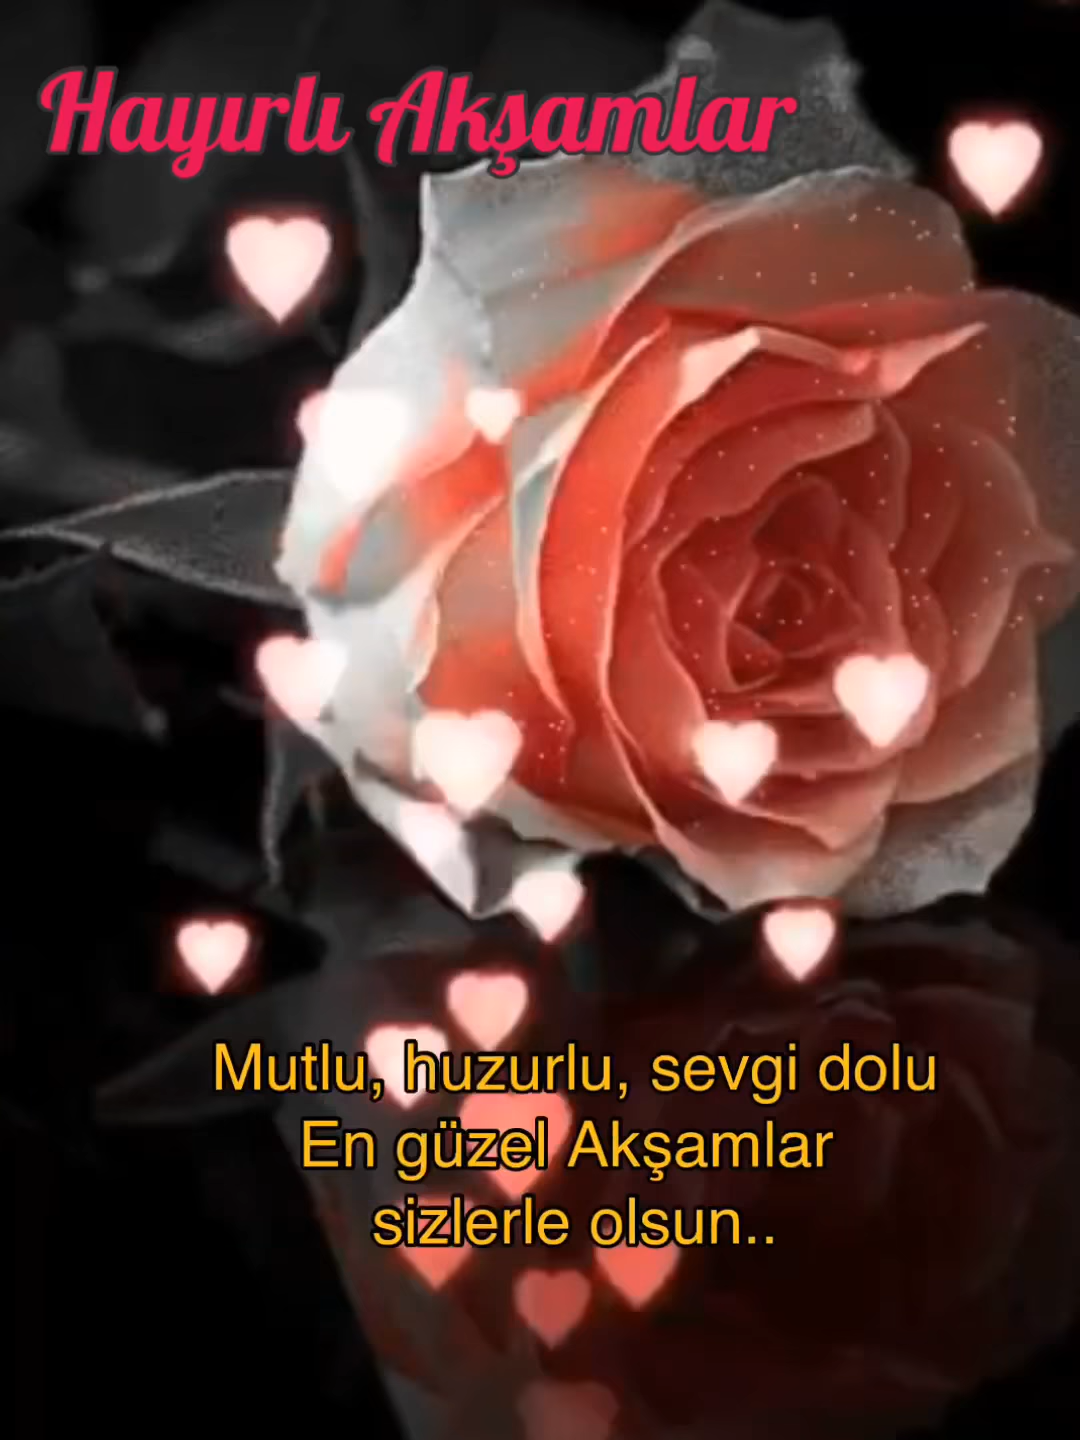 Hayırlı Akşamlar
Mutlu, huzurlu, sevgi dolu
En güzel Akşamlar
sizlerle olsun..